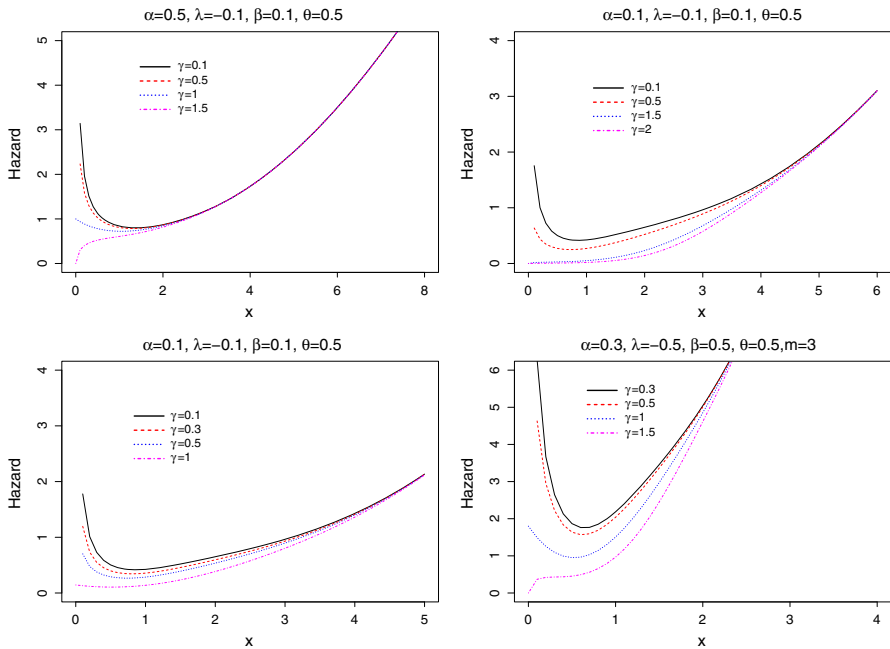 α=0.5, λ=−0.1, β=0.1, θ=0.5
Hazard
5
4
3
2
1
0
γ=0.1
γ=0.5
γ=1
γ=1.5
0 2 4 6 8
x
α=0.1, λ=−0.1, β=0.1, θ=0.5
Hazard
4
3
2
1
0
γ=0.1
γ=0.5
γ=1.5
γ=2
0 1 2 3 4 5 6
x
α=0.1, λ=−0.1, β=0.1, θ=0.5
Hazard
4
3
2
1
0
γ=0.1
γ=0.3
γ=0.5
γ=1
0 1 2 3 4 5
x
α=0.3, λ=−0.5, β=0.5, θ=0.5,m=3
Hazard
6
5
4
3
2
1
0
γ=0.3
γ=0.5
γ=1
γ=1.5
0 1 2 3 4
x